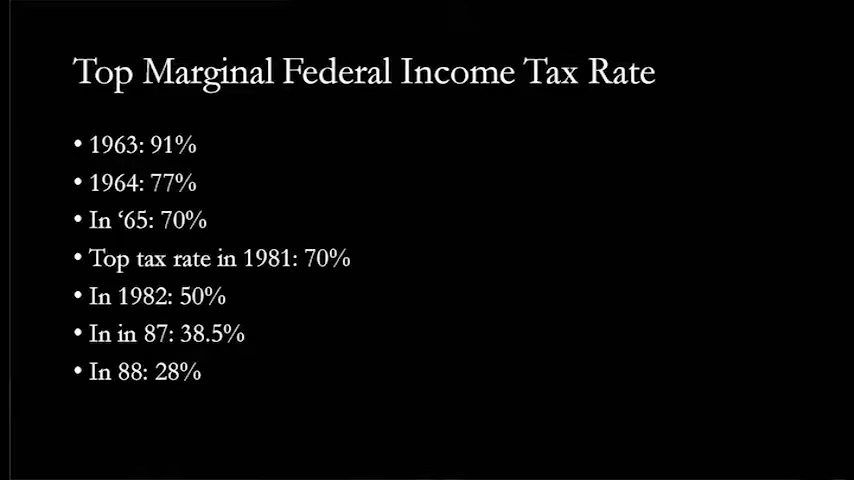 Top Marginal Federal Income Tax Rate
• 1963: 91%
• 1964: 77%
• In ‘65: 70%
• Top tax rate in 1981: 70%
• In 1982: 50%
• In in 87: 38.5%
• In 88: 28%